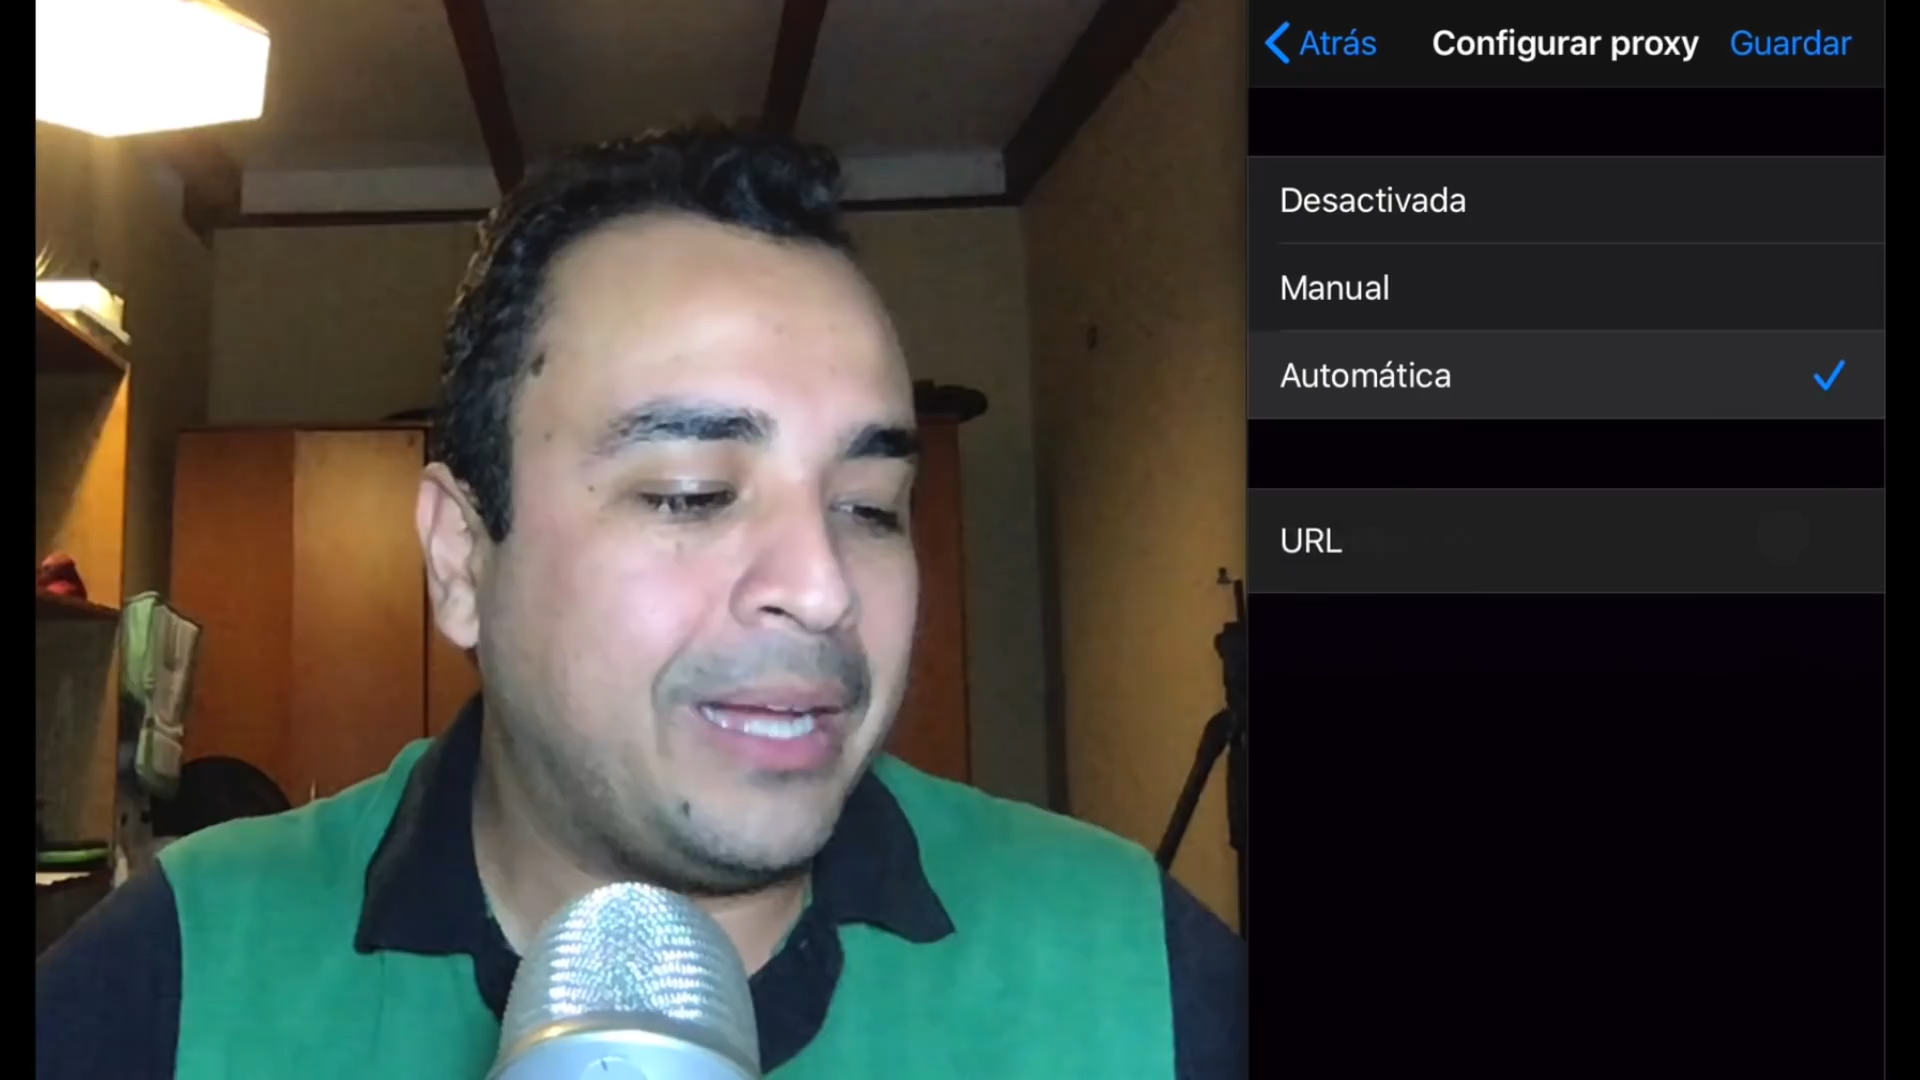 Atrás Configurar proxy Guardar
Desactivada
Manual
Automática
URL